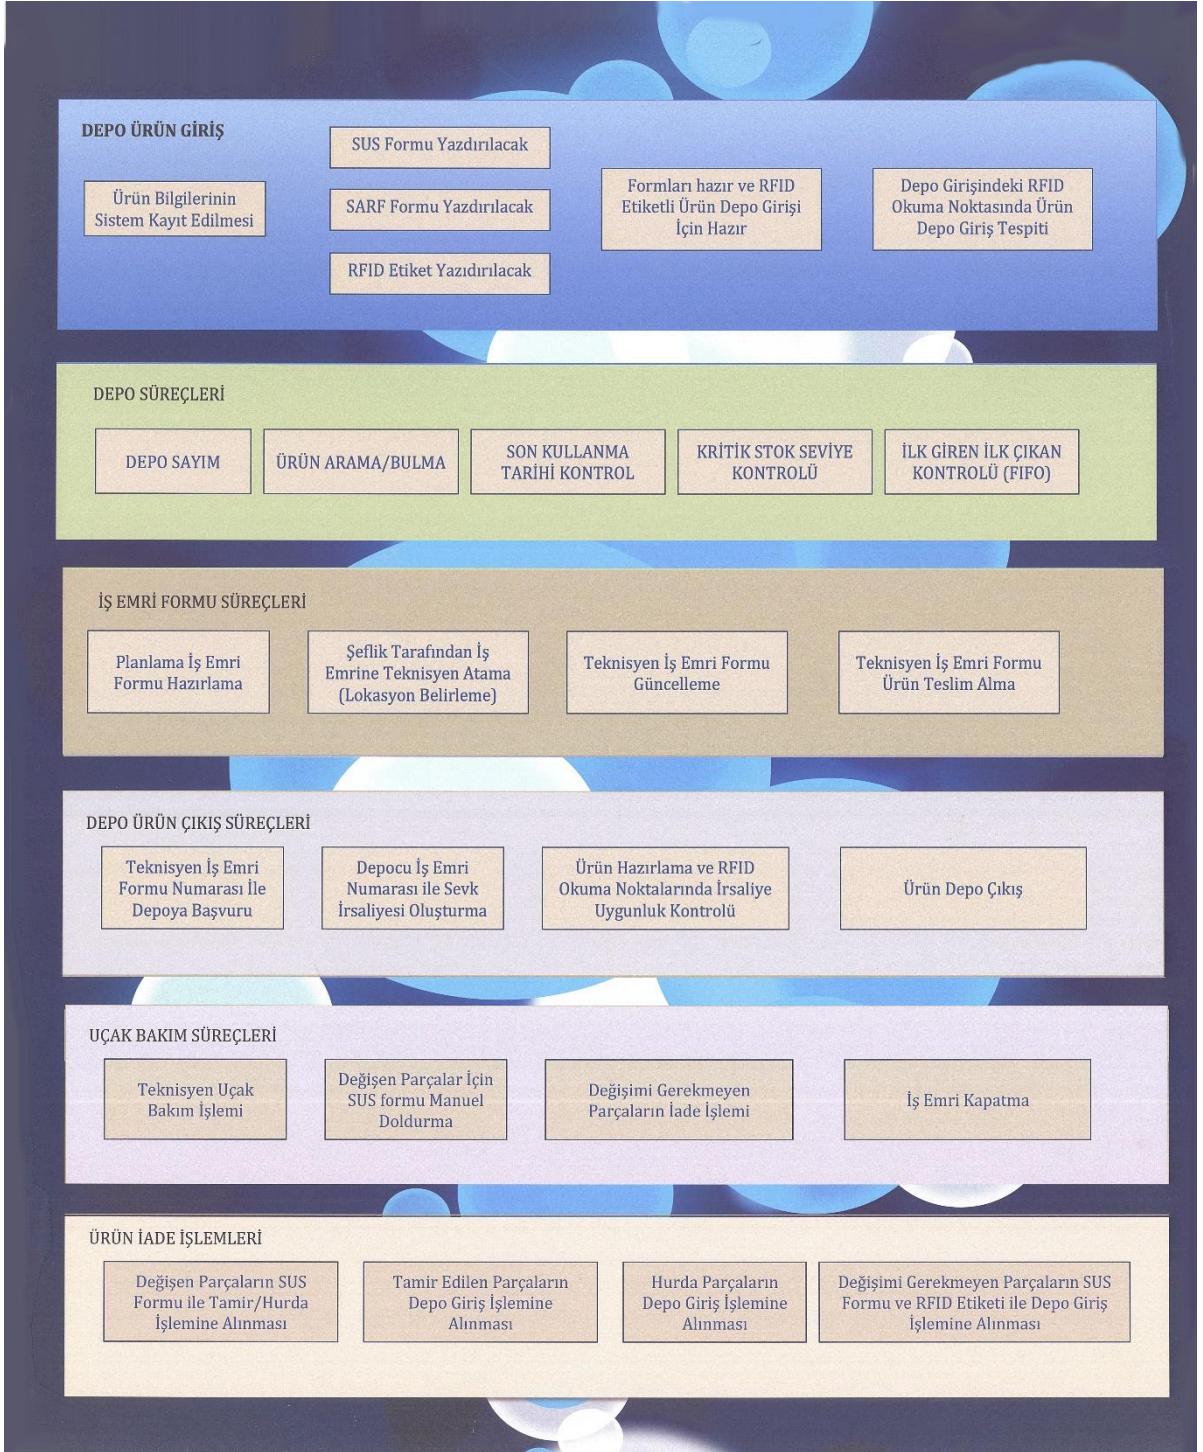 DEPO ÜRÜN GİRİŞ
Ürün Bilgilerinin
Sistem Kayıt Edilmesi
SUS Formu Yazdırılacak
SARF Formu Yazdırılacak
RFID Etiket Yazıdırılacak
Formları hazır ve RFID
Etiketli Ürün Depo Girişi
İçin Hazır
Depo Girişindeki RFID
Okuma Noktasında Ürün
Depo Giriş Tespiti
DEPO SÜREÇLERİ
DEPO SAYIM
ÜRÜN ARAMA/BULMA
SON KULLANMA
TARİHİ KONTROL
KRİTİK STOK SEVİYE
KONTROLÜ
İLK GİREN İLK ÇIKAN
KONTROLÜ (FIFO)
İŞ EMRİ FORMU SÜREÇLERİ
Planlama İş Emri
Formu Hazırlama
Şeflik Tarafından İş
Emrine Teknisyen Atama
(Lokasyon Belirleme)
Teknisyen İş Emri Formu
Güncelleme
Teknisyen İş Emri Formu
Ürün Teslim Alma
DEPO ÜRÜN ÇIKIŞ SÜREÇLERİ
Teknisyen İş Emri
Formu Numarası İle
Depoya Başvuru
Depocu İş Emri
Numarası ile Sevk
İrsaliyesi Oluşturma
Ürün Hazırlama ve RFID
Okuma Noktalarında İrsaliye
Uygunluk Kontrolü
Ürün Depo Çıkış
UÇAK BAKIM SÜREÇLERİ
Teknisyen Uçak
Bakım İşlemi
Değişen Parçalar İçin
SUS formu Manuel
Doldurma
Değişimi Gerekmeyen
Parçaların İade İşlemi
İş Emri Kapatma
ÜRÜN İADE İŞLEMLERİ
Değişen Parçaların SUS
Formu ile Tamir/Hurda
İşlemine Alınması
Tamir Edilen Parçaların
Depo Giriş İşlemine
Alınması
Hurda Parçaların
Depo Giriş İşlemine
Alınması
Değişimi Gerekmeyen Parçaların SUS
Formu ve RFID Etiketi ile Depo Giriş
İşlemine Alınması